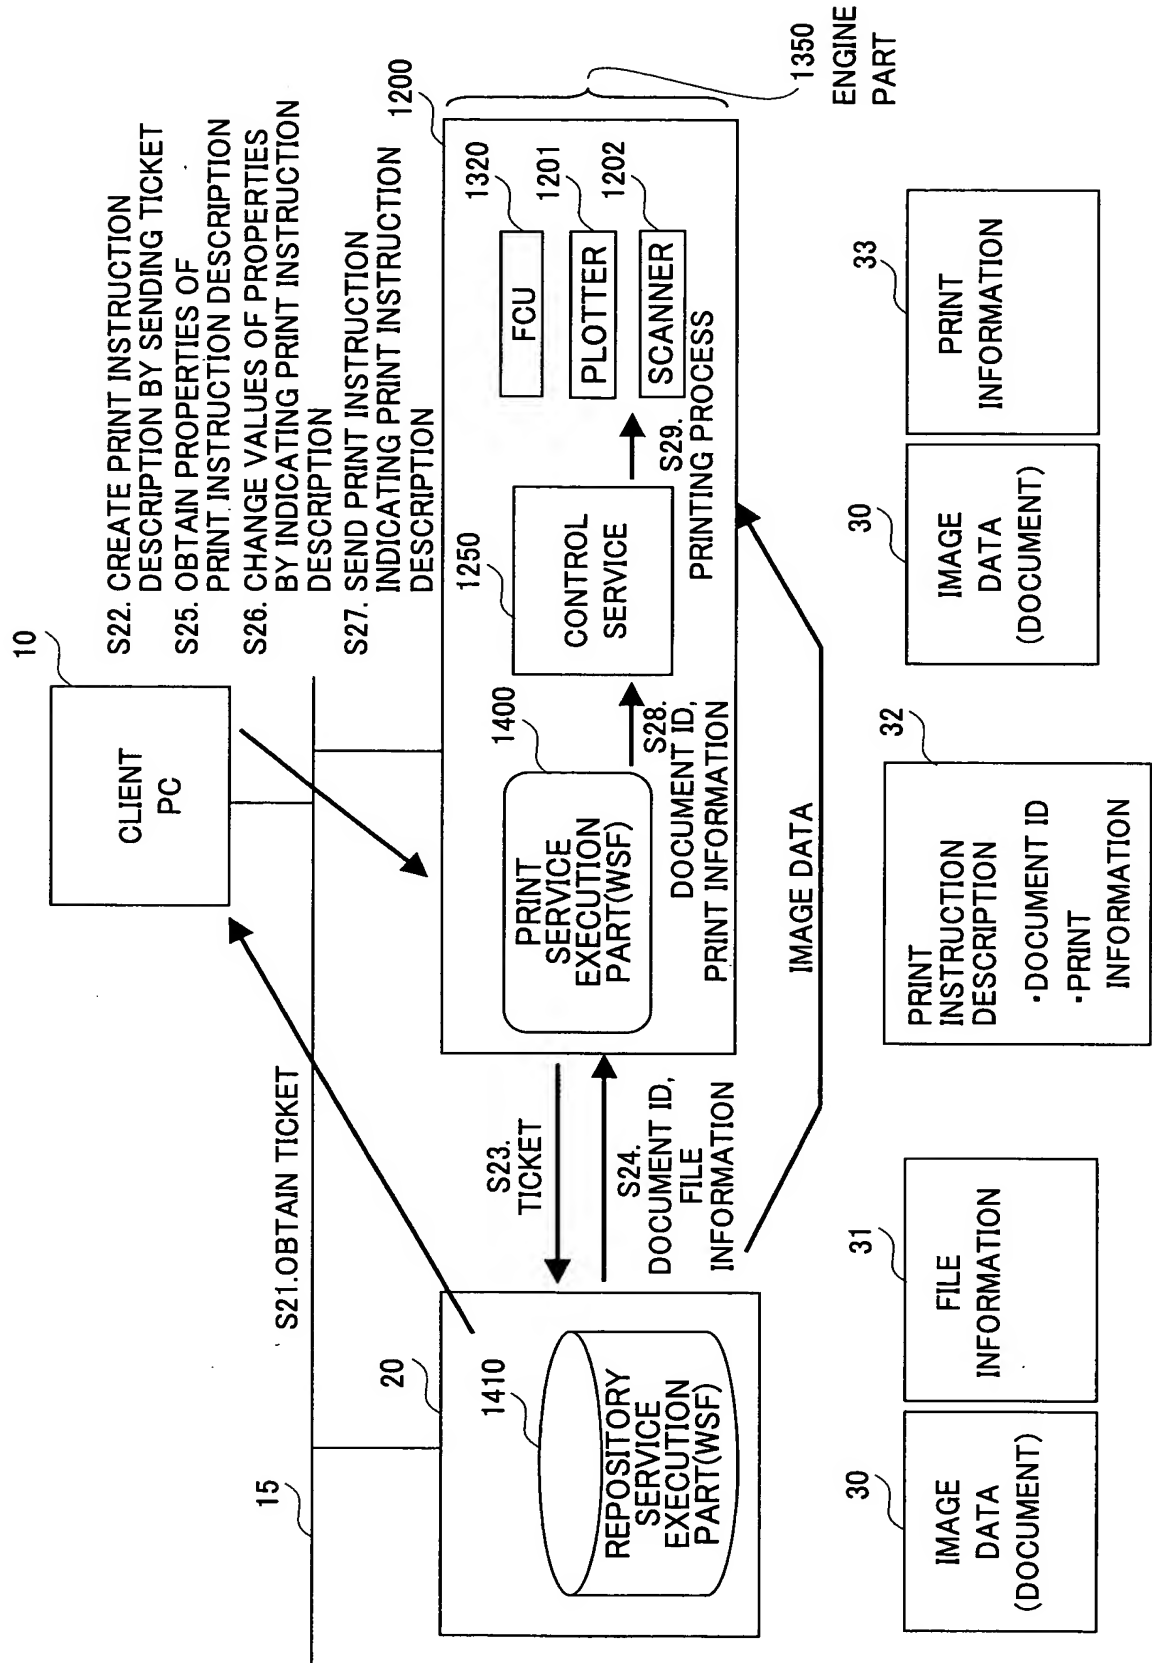 10
CLIENT
PC
S22. CREATE PRINT INSTRUCTION
DESCRIPTION BY SENDING TICKET
S25. OBTAIN PROPERTIES OF
PRINT INSTRUCTION DESCRIPTION
S26. CHANGE VALUES OF PROPERTIES
BY INDICATING PRINT INSTRUCTION
DESCRIPTION
S27. SEND PRINT INSTRUCTION
INDICATING PRINT INSTRUCTION
DESCRIPTION
15
S21.OBTAIN TICKET
20
1410
REPOSITORY
SERVICE
EXECUTION
PART(WSF)
S23.
TICKET
S24.
DOCUMENT ID,
FILE
INFORMATION
1200
1400
PRINT
SERVICE
EXECUTION
PART(WSF)
S28.
DOCUMENT ID,
PRINT INFORMATION
1250
CONTROL
SERVICE
S29.
PRINTING PROCESS
1320
FCU
1201
PLOTTER
1202
SCANNER
1350
ENGINE
PART
IMAGE DATA
30
IMAGE
DATA
(DOCUMENT)
31
FILE
INFORMATION
32
PRINT
INSTRUCTION
DESCRIPTION
・DOCUMENT ID
・PRINT
INFORMATION
30
IMAGE
DATA
(DOCUMENT)
33
PRINT
INFORMATION